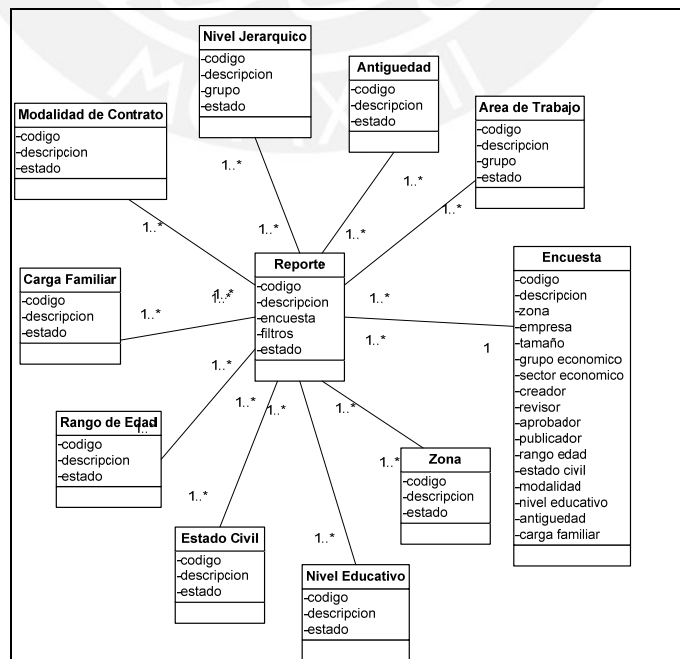 Nivel Jerarquico
-codigo
-descripcion
-grupo
-estado
Antiguedad
-codigo
-descripcion
-estado
Area de Trabajo
-codigo
-descripcion
-grupo
-estado
Modalidad de Contrato
-codigo
-descripcion
-estado
1..*
1..*
1..*
1..*
1..*
1..*
1..*
Reporte
-codigo
-descripcion
-encuesta
-filtros
-estado
Encuesta
-codigo
-descripcion
-zona
-empresa
-tamaño
-grupo economico
-sector economico
-creador
-revisor
-aprobador
-publicador
-rango edad
-estado civil
-modalidad
-nivel educativo
-antiguedad
-carga familiar
Carga Familiar
-codigo
-descripcion
-estado
1..*
1..*
1..*
1..*
1..*
1
1..*
Rango de Edad
-codigo
-descripcion
-estado
1..*
1..*
1..*
1..*
Zona
-codigo
-descripcion
-estado
1..*
1..*
Estado Civil
-codigo
-descripcion
-estado
1..*
Nivel Educativo
-codigo
-descripcion
-estado